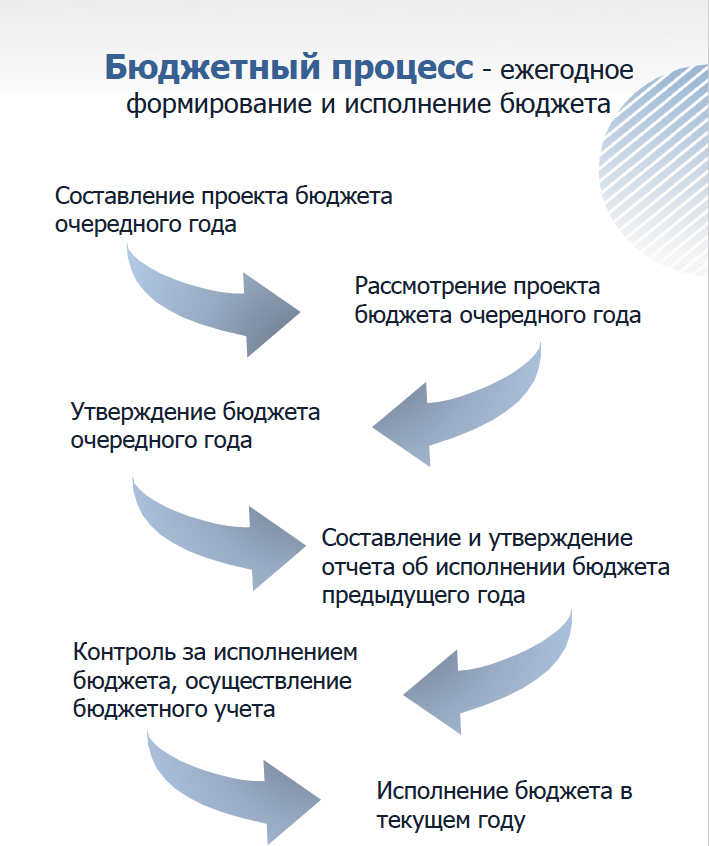 Бюджетный процесс - ежегодное
формирование и исполнение бюджета
Составление проекта бюджета
очередного года
Рассмотрение проекта
бюджета очередного года
Утверждение бюджета
очередного года
Составление и утверждение
отчета об исполнении бюджета
предыдущего года
Контроль за исполнением
бюджета, осуществление
бюджетного учета
Исполнение бюджета в
текущем году